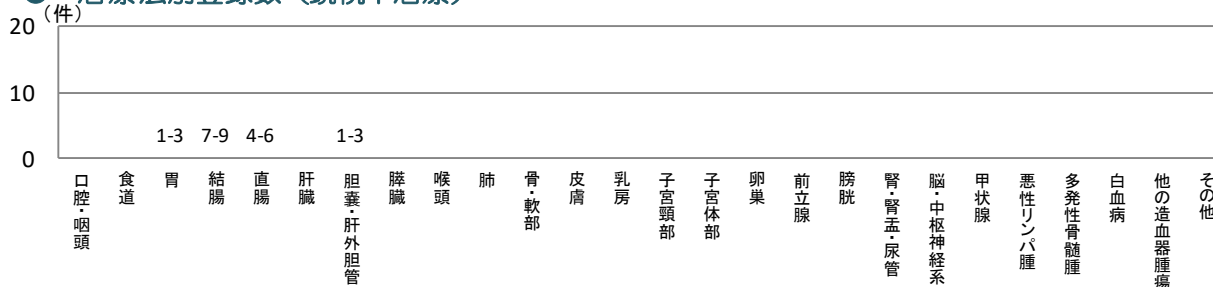 (件)
20
10
0
1-3
7-9
4-6
1-3
口腔・咽頭
食道
胃
結腸
直腸
肝臓
胆嚢・肝外胆管
膵臓
喉頭
肺
骨・軟部
皮膚
乳房
子宮頸部
子宮体部
卵巣
前立腺
膀胱
腎・腎盂・尿管
脳・中枢神経系
甲状腺
悪性リンパ腫
多発性骨髄腫
白血病
他の造血器腫瘍
その他